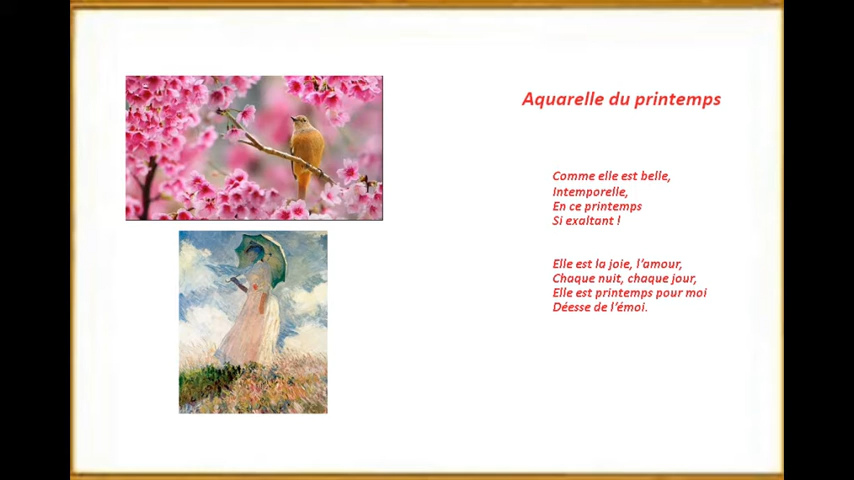 Aquarelle du printemps
Comme elle est belle,
Intemporelle,
En ce printemps
Si exaltant !
Elle est la joie, l’amour,
Chaque nuit, chaque jour,
Elle est printemps pour moi
Déesse de l’émoi.